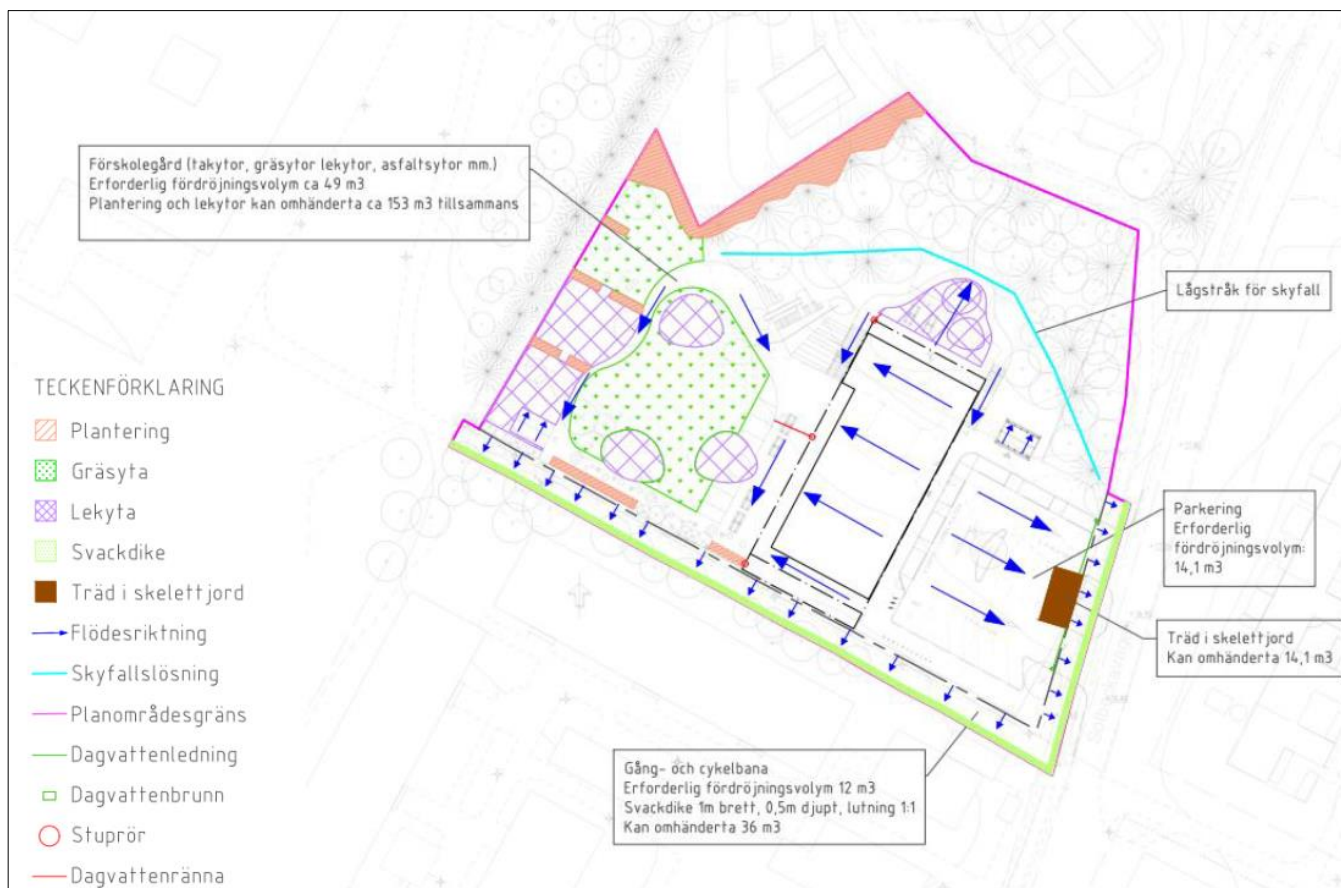 Förskolegård (takytor, gräsytor lekytor, asfaltsytor mm.)
Erforderlig fördröjningsvolym ca 49 m3
Plantering och lekytor kan omhänderta ca 153 m3 tillsammans
Lågstråk för skyfall
TECKENFÖRKLARING
Plantering
Gräsyta
Lekyta
Svackdike
Träd i skelettjord
Flödesriktning
Skyfallslösning
Planområdesgräns
Dagvattenledning
Dagvattenbrunn
Stuprör
Dagvattenränna
Parkering
Erforderlig
fördröjningsvolym:
14,1 m3
Träd i skelettjord
Kan omhänderta 14,1 m3
Gång- och cykelbana
Erforderlig fördröjningsvolym 12 m3
Svackdike 1m brett, 0,5m djupt, lutning 1:1
Kan omhänderta 36 m3